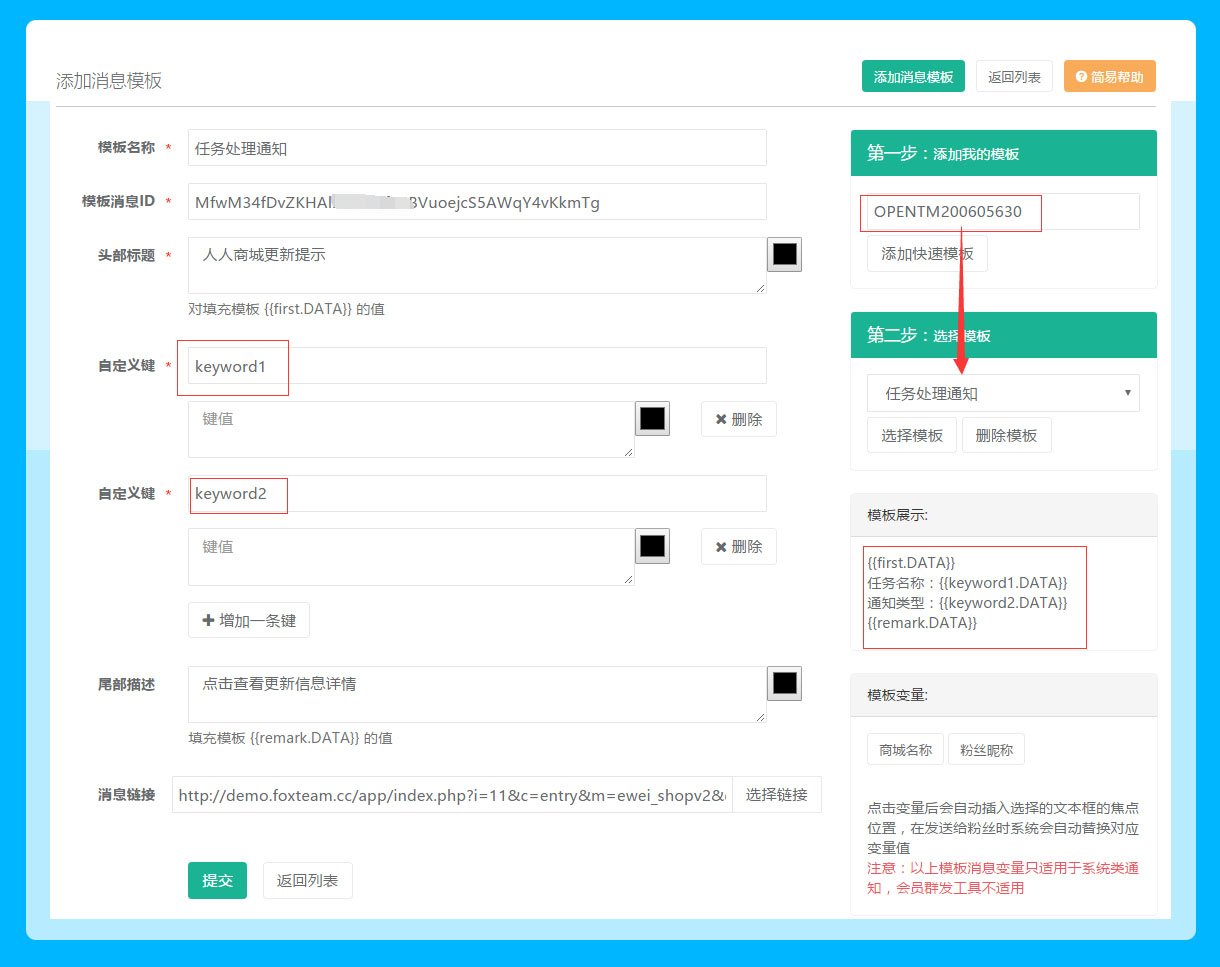 添加消息模板
添加消息模板
返回列表
简易帮助
模板名称 *
任务处理通知
模板消息ID *
MfwM34fDvZKHA
VuoejcS5AWqY4vKkmTg
头部标题 *
人人商城更新提示
对填充模板 {{first.DATA}} 的值
自定义键 *
keyword1
键值
删除
自定义键 *
keyword2
键值
删除
增加一条键
尾部描述
点击查看更新信息详情
填充模板 {{remark.DATA}} 的值
消息链接
http://demo.foxteam.cc/app/index.php?i=11&c=entry&m=ewei_shopv2&
选择链接
提交
返回列表
第一步：添加我的模板
OPENTM200605630
添加快速模板
第二步：选择模板
任务处理通知
选择模板
删除模板
模板展示:
{{first.DATA}}
任务名称：{{keyword1.DATA}}
通知类型：{{keyword2.DATA}}
{{remark.DATA}}
模板变量:
商城名称
粉丝昵称
点击变量后会自动插入选择的文本框的焦点
位置，在发送给粉丝时系统会自动替换对应
变量值
注意：以上模板消息变量只适用于系统类通
知，会员群发工具不适用